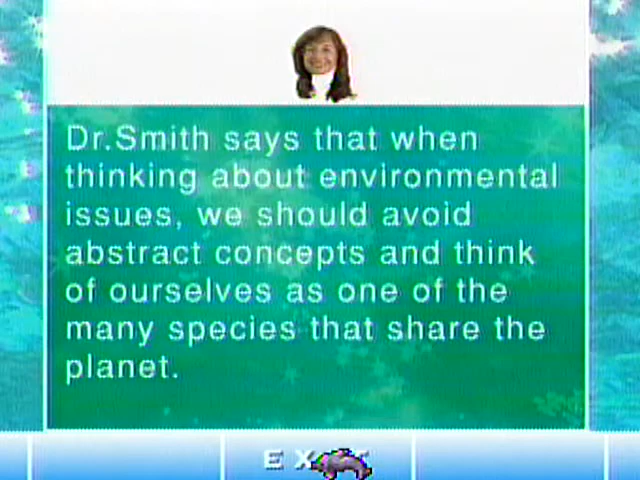 Dr.Smith says that when
thinking about environmental
issues, we should avoid
abstract concepts and think
of ourselves as one of the
many species that share the
planet.